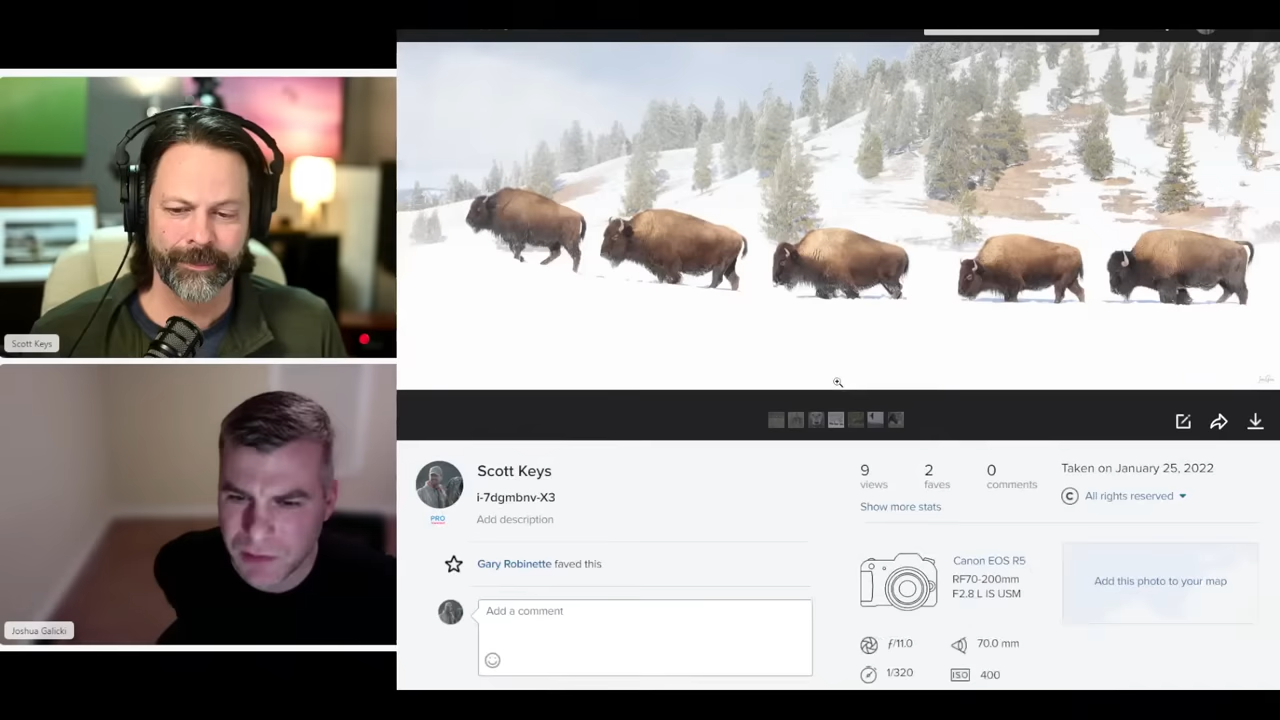 Scott Keys
Joshua Galicki
Scott Keys
i-7dgmbnv-X3
PRO
Add description
Gary Robinette faved this
Add a comment
9
views
2
faves
0
comments
Show more stats
Taken on January 25, 2022
C All rights reserved
Canon EOS R5
RF70-200mm
F2.8 L IS USM
Add this photo to your map
ƒ/11.0
70.0 mm
1/320
ISO 400